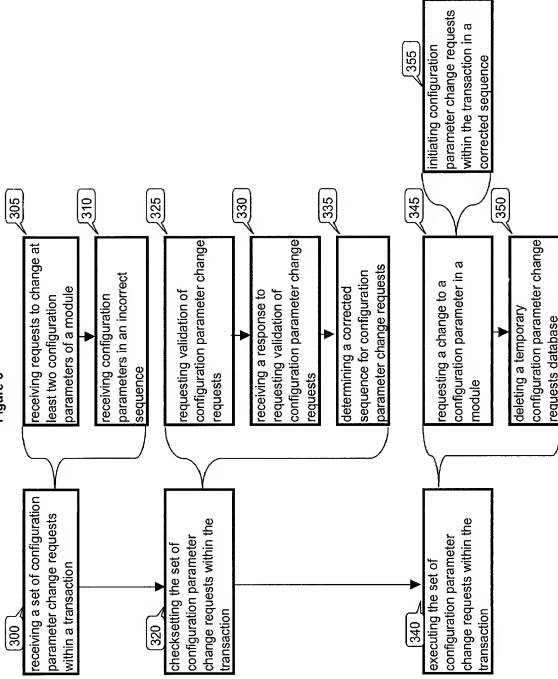 300
receiving a set of configuration
parameter change requests
within a transaction
305
receiving requests to change at
least two configuration
parameters of a module
310
receiving configuration
parameters in an incorrect
sequence
320
checksetting the set of
configuration parameter
change requests within the
transaction
325
requesting validation of
configuration parameter change
requests
330
receiving a response to
requesting validation of
configuration parameter change
requests
335
determining a corrected
sequence for configuration
parameter change requests
340
executing the set of
configuration parameter
change requests within the
transaction
345
requesting a change to a
configuration parameter in a
module
350
deleting a temporary
configuration parameter change
requests database
355
initiating configuration
parameter change requests
within the transaction in a
corrected sequence